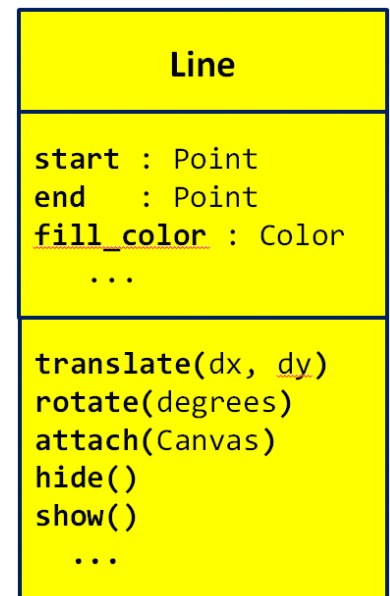 Line
start : Point
end : Point
fill_color : Color
...
translate(dx, dy)
rotate(degrees)
attach(Canvas)
hide()
show()
...